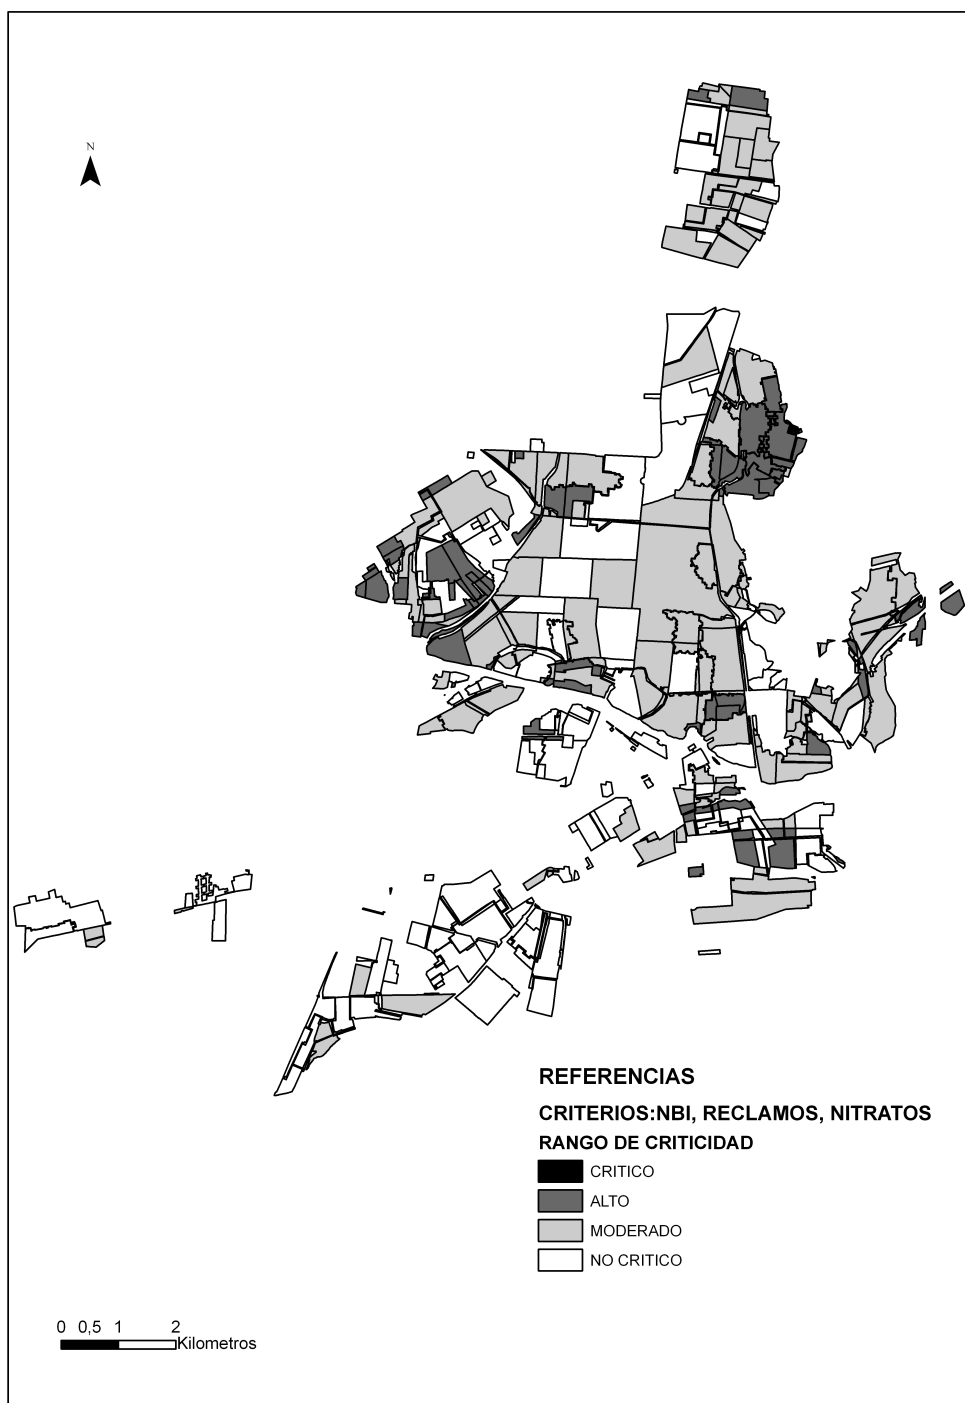 N
REFERENCIAS
CRITERIOS:NBI, RECLAMOS, NITRATOS
RANGO DE CRITICIDAD
CRITICO
ALTO
MODERADO
NO CRITICO
0 0,5 1 2
Kilometros